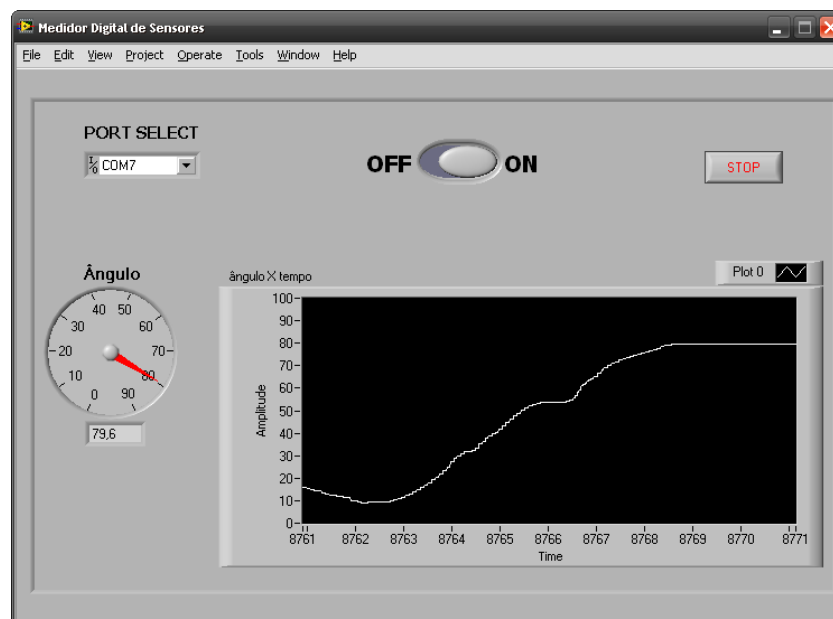 Medidor Digital de Sensores
File Edit View Project Operate Tools Window Help
PORT SELECT
I/O COM7
OFF ON
STOP
Ângulo
0 10 20 30 40 50 60 70 80 90
79,6
ângulo X tempo
Plot 0
100
90
80
70
60
50
40
30
20
10
0
Amplitude
8761 8762 8763 8764 8765 8766 8767 8768 8769 8770 8771
Time